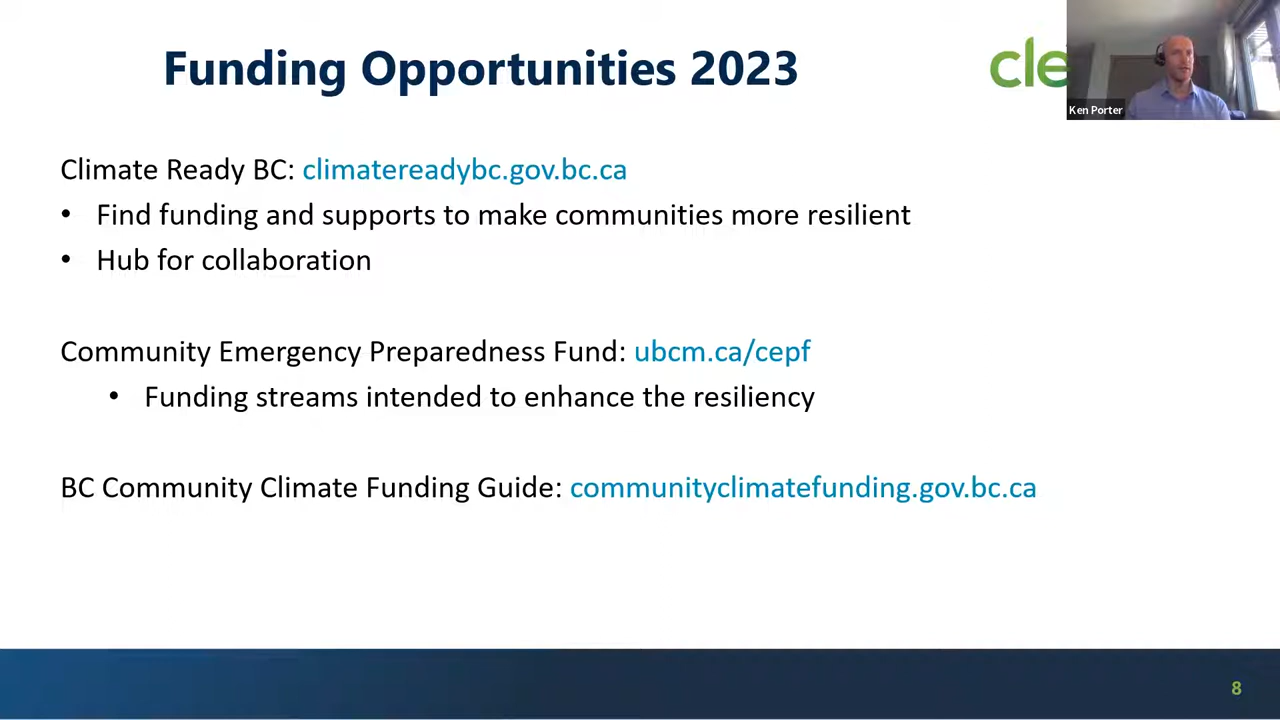 Funding Opportunities 2023
cle
Ken Porter
Climate Ready BC: climatereadybc.gov.bc.ca
• Find funding and supports to make communities more resilient
• Hub for collaboration
Community Emergency Preparedness Fund: ubcm.ca/cepf
• Funding streams intended to enhance the resiliency
BC Community Climate Funding Guide: communityclimatefunding.gov.bc.ca
8